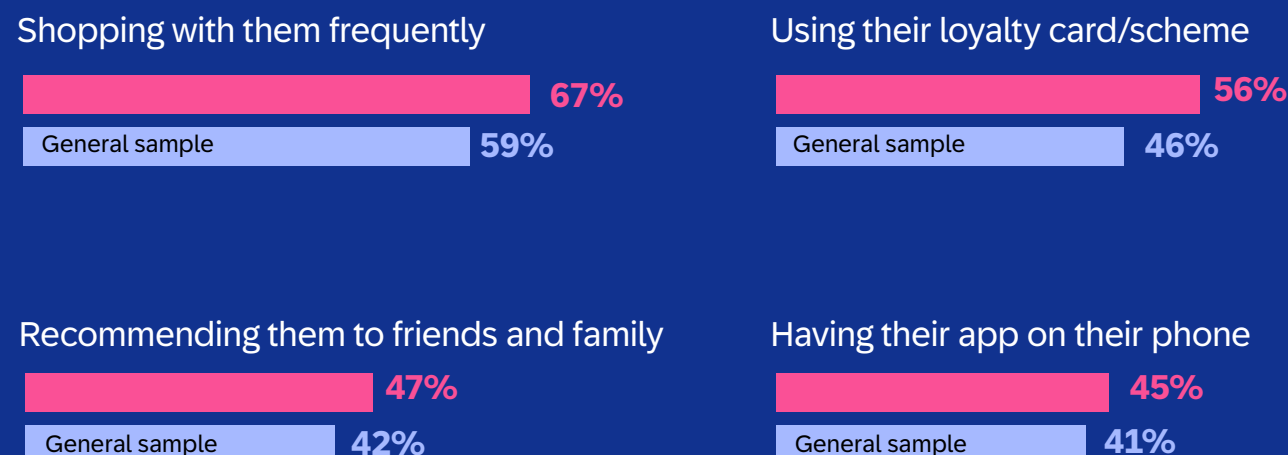 Shopping with them frequently
67%
General sample
59%
Using their loyalty card/scheme
56%
General sample
46%
Recommending them to friends and family
47%
General sample
42%
Having their app on their phone
45%
General sample
41%